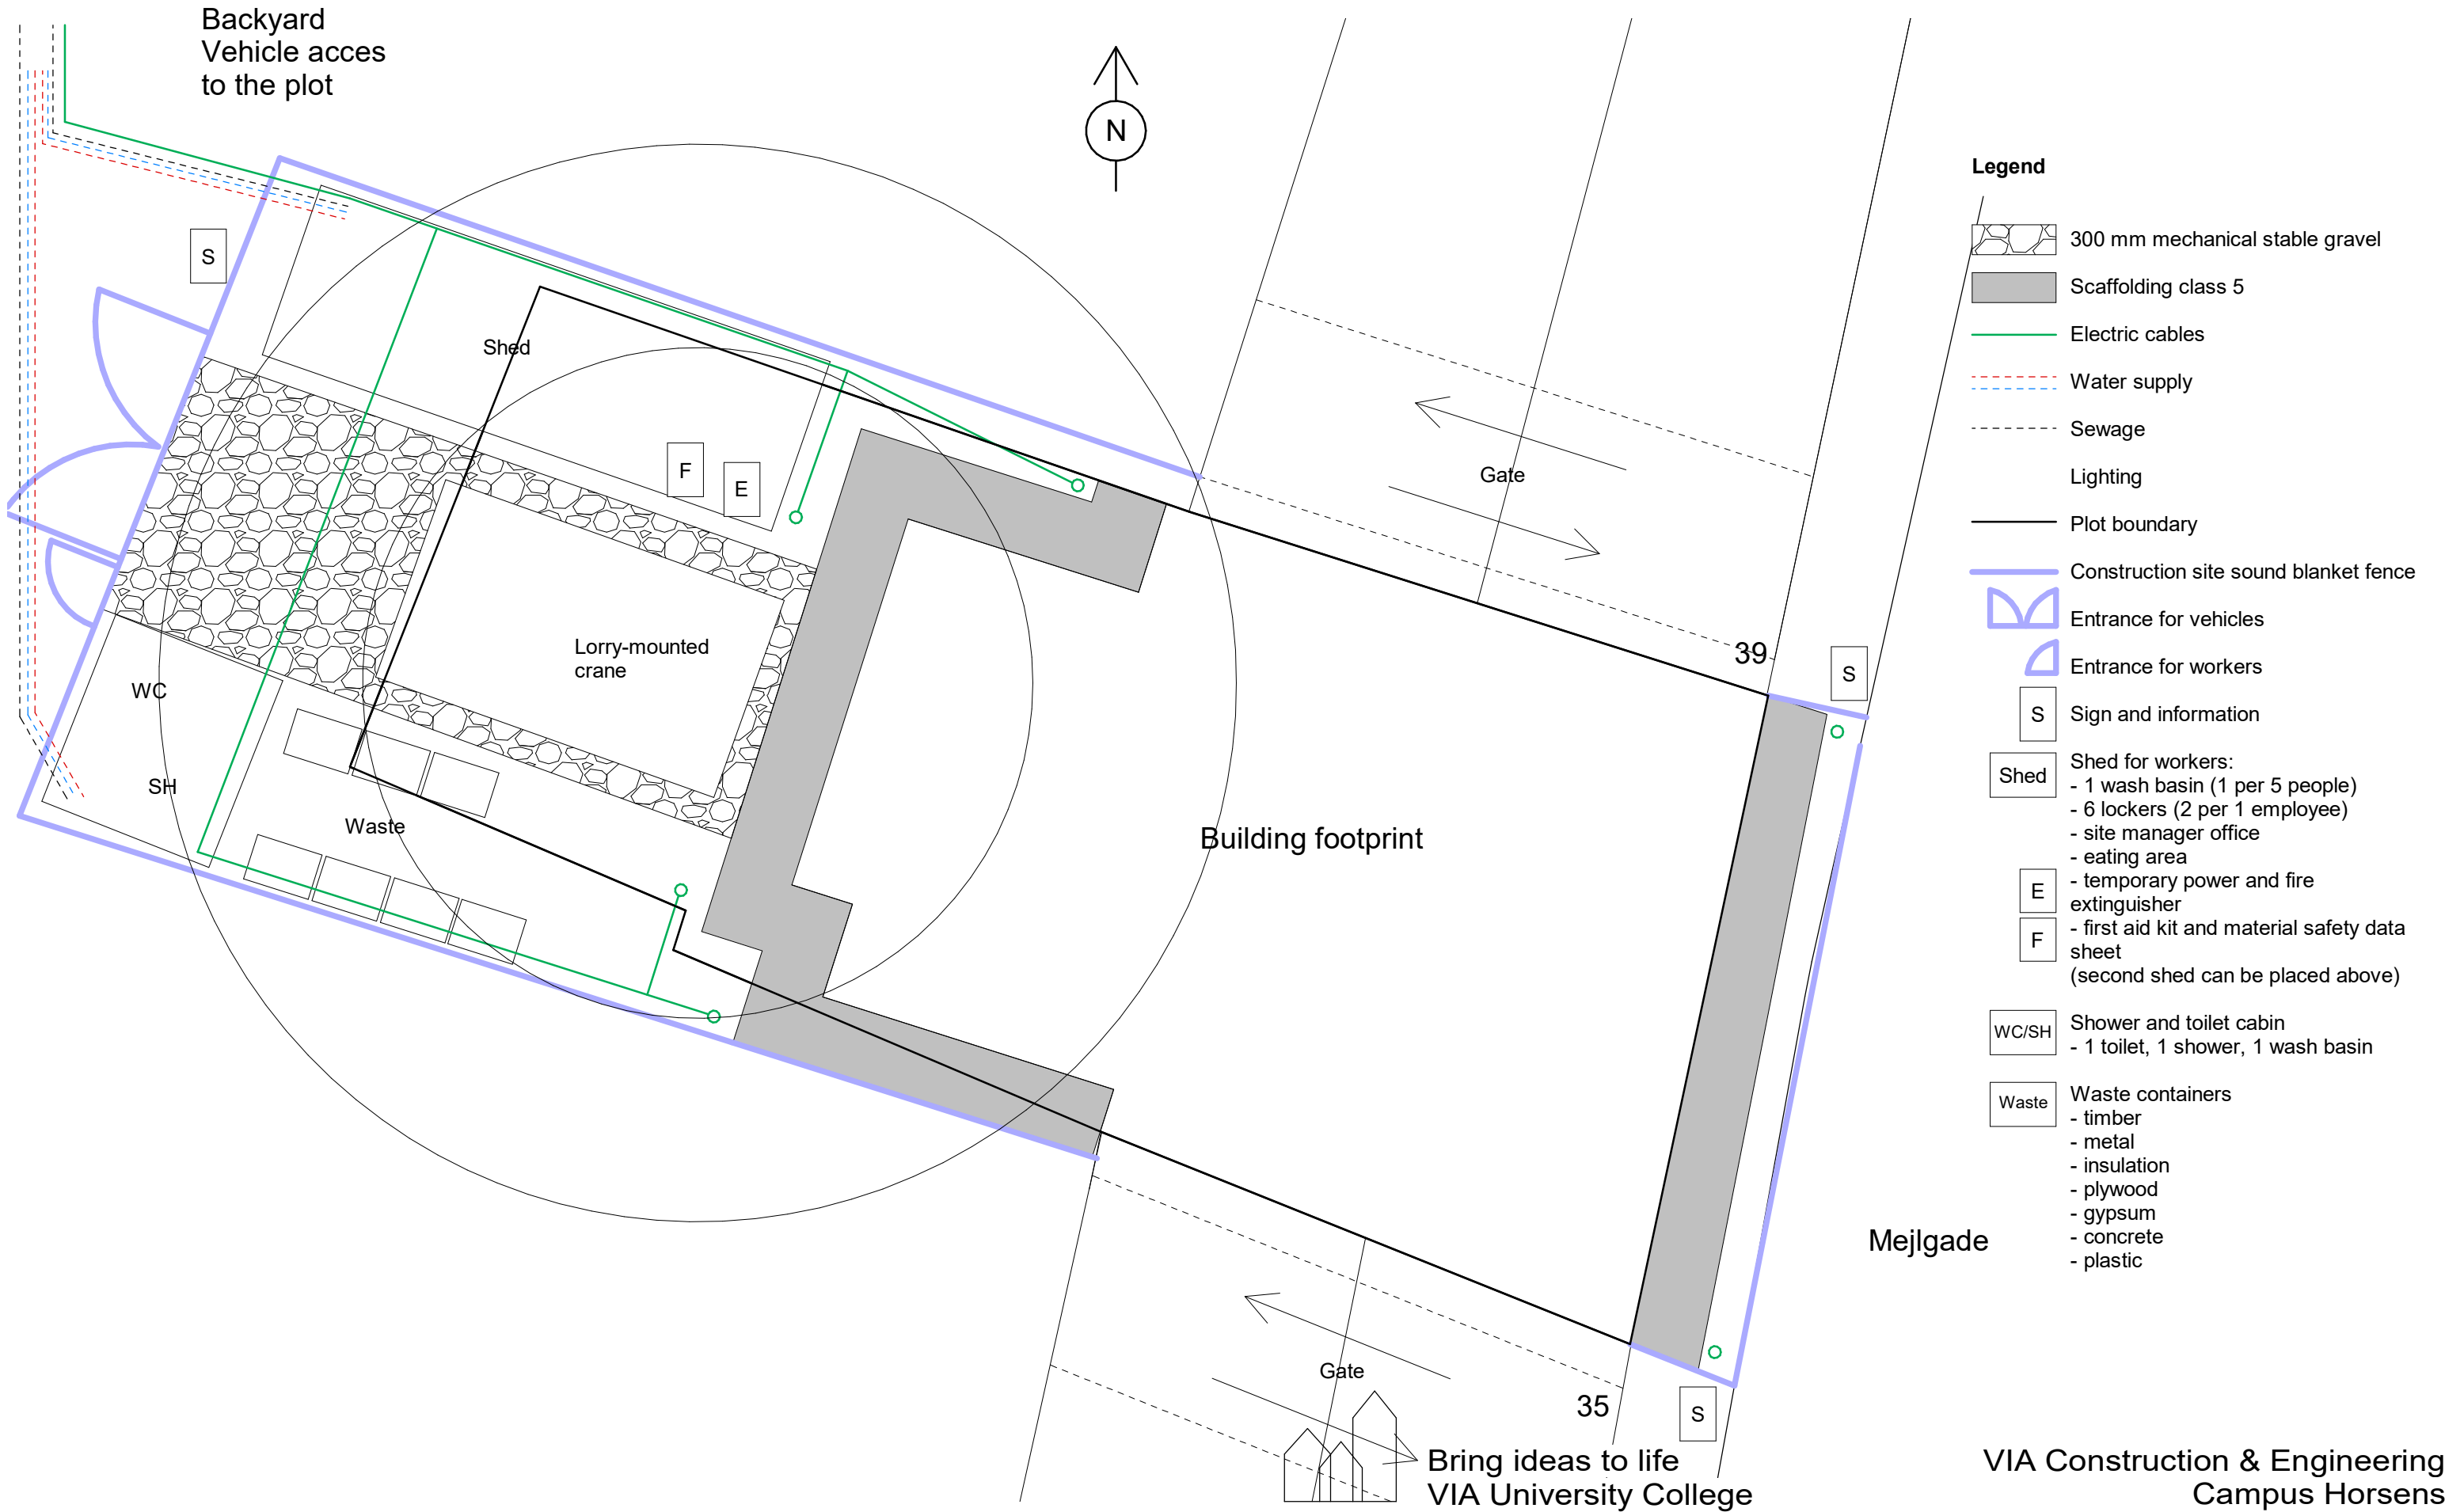 Backyard
Vehicle acces
to the plot
N
S
Shed
F
E
Gate
Lorry-mounted
crane
WC
SH
Waste
Building footprint
39
S
Mejlgade
Gate
35
S
Legend
300 mm mechanical stable gravel
Scaffolding class 5
Electric cables
Water supply
Sewage
Lighting
Plot boundary
Construction site sound blanket fence
Entrance for vehicles
Entrance for workers
S Sign and information
Shed Shed for workers:
- 1 wash basin (1 per 5 people)
- 6 lockers (2 per 1 employee)
- site manager office
- eating area
E - temporary power and fire
extinguisher
F - first aid kit and material safety data
sheet
(second shed can be placed above)
WC/SH Shower and toilet cabin
- 1 toilet, 1 shower, 1 wash basin
Waste Waste containers
- timber
- metal
- insulation
- plywood
- gypsum
- concrete
- plastic
Bring ideas to life
VIA University College
VIA Construction & Engineering
Campus Horsens